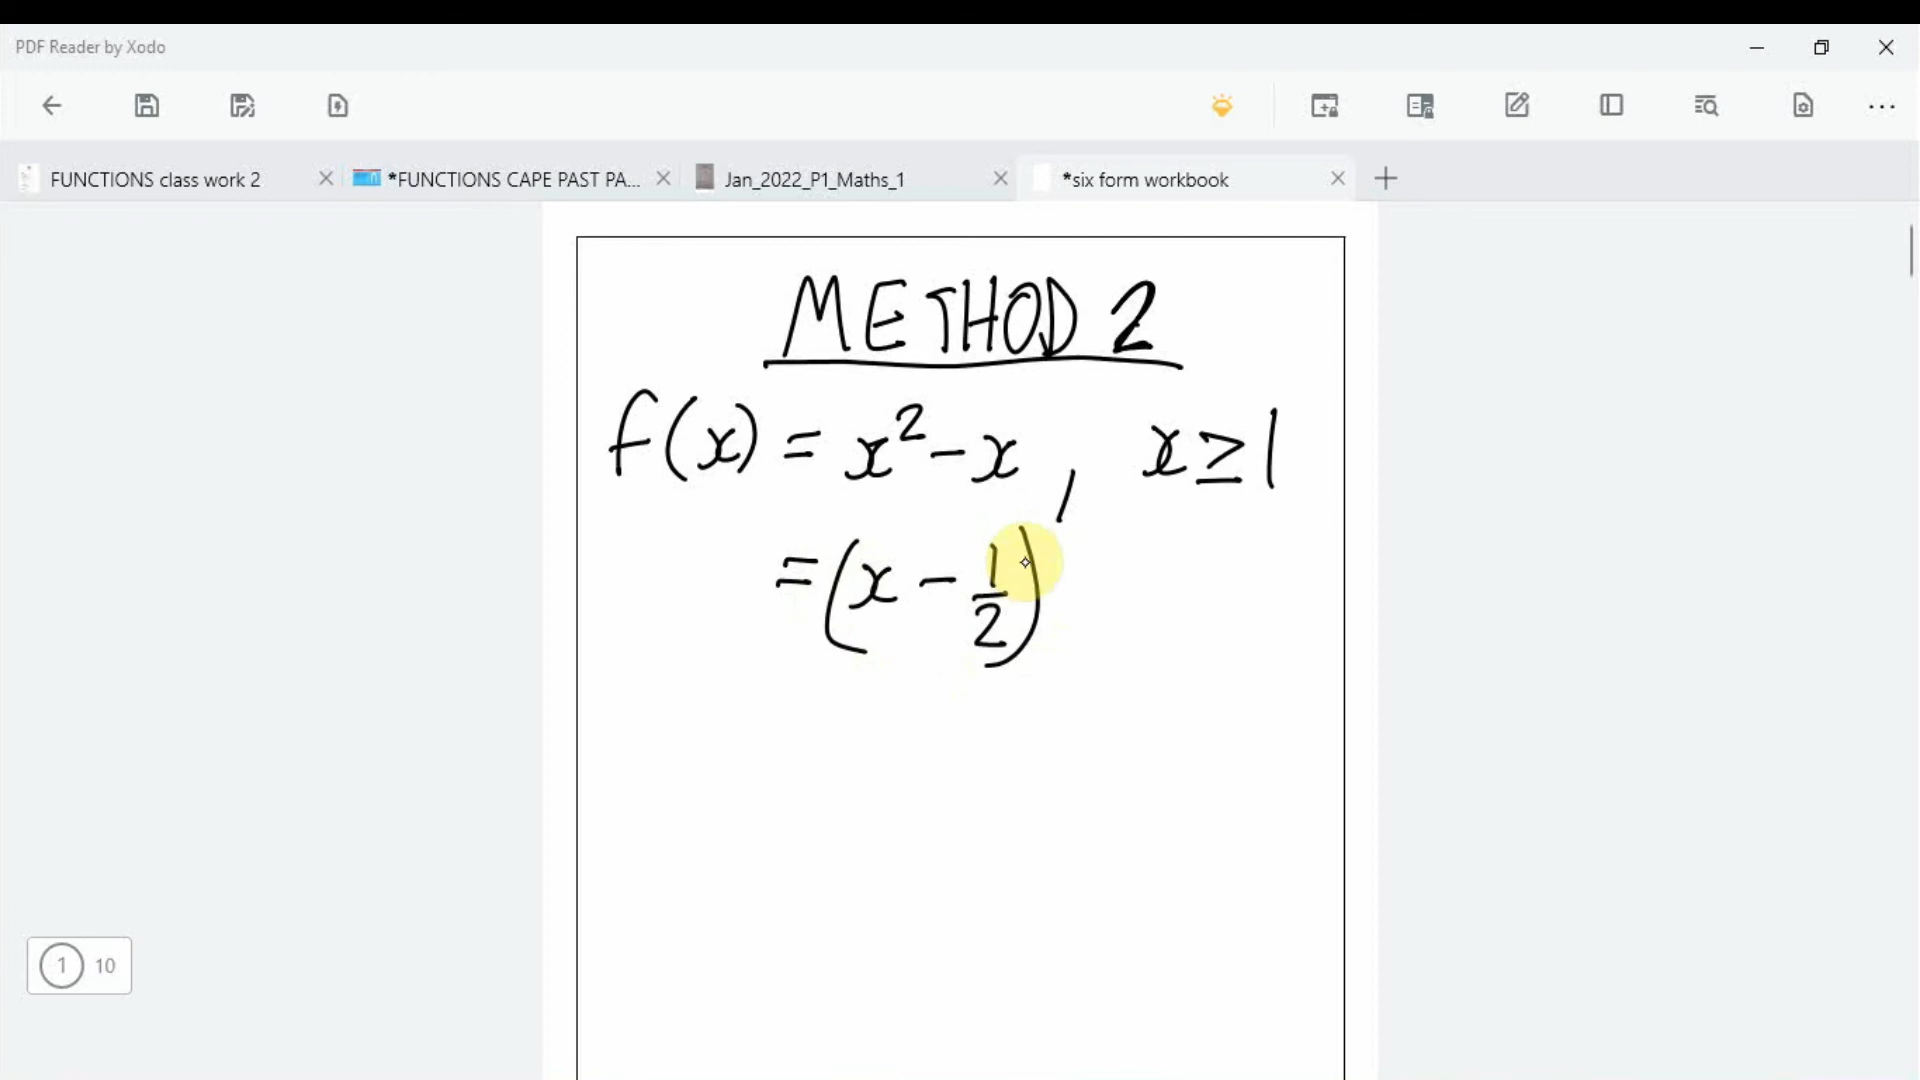 PDF Reader by Xodo
FUNCTIONS class work 2
*FUNCTIONS CAPE PAST PA...
Jan_2022_P1_Maths_1
*six form workbook
METHOD 2
f(x) = x² - x , x ≥ 1
= (x - 1/2)
1 10